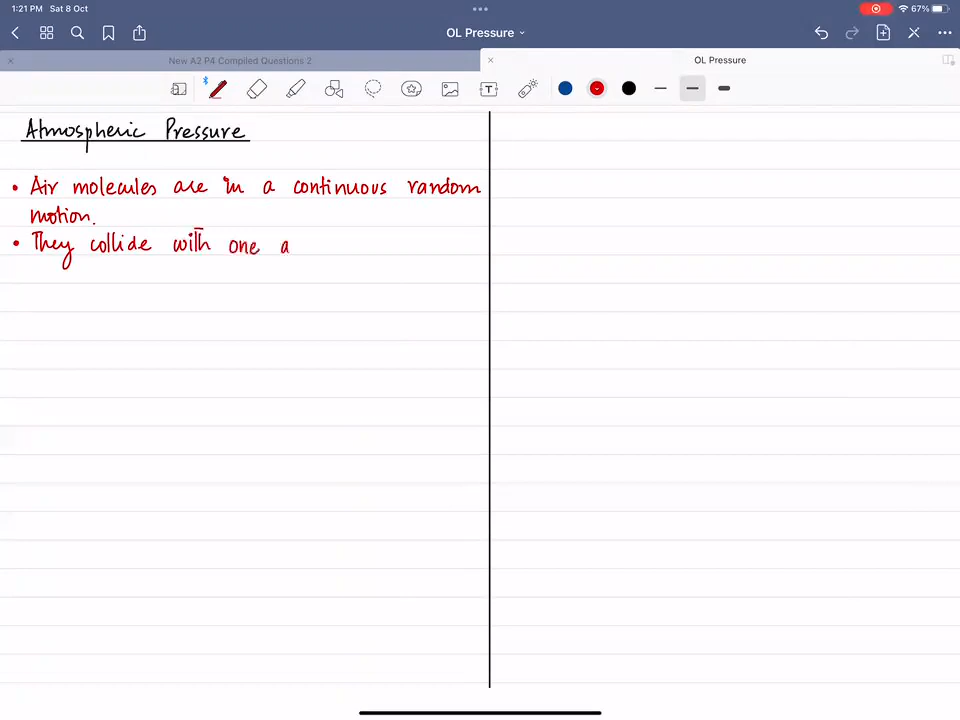 1:21 PM Sat 8 Oct
67%
OL Pressure
New A2 P4 Compiled Questions 2
OL Pressure
Atmospheric Pressure
• Air molecules are in a continuous random
motion.
• They collide with one a